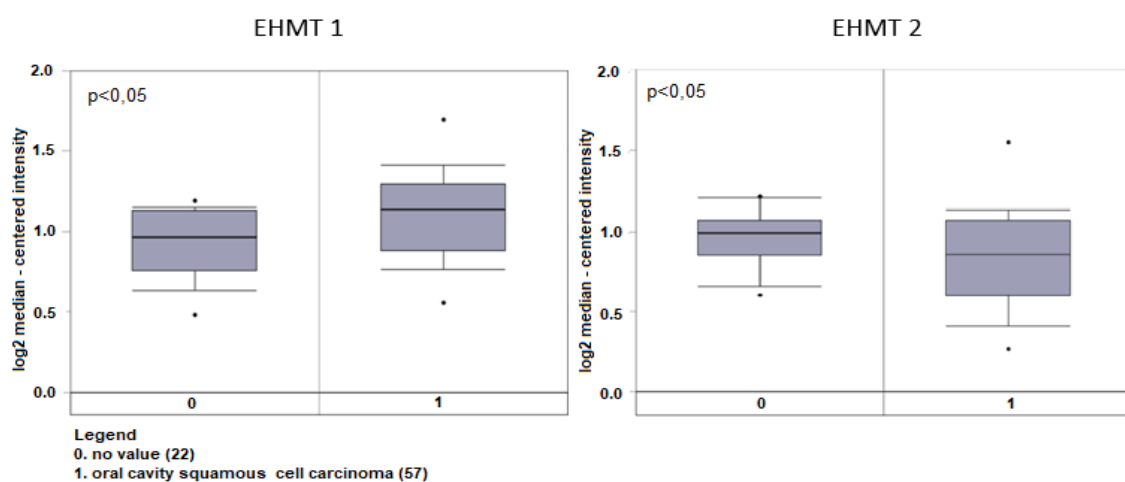 EHMT 1
EHMT 2
2.0
p<0,05
1.5
1.0
0.5
0.0
log2 median - centered intensity
0
1
2.0
p<0,05
1.5
1.0
0.5
0.0
log2 median - centered intensity
0
1
Legend
0. no value (22)
1. oral cavity squamous cell carcinoma (57)